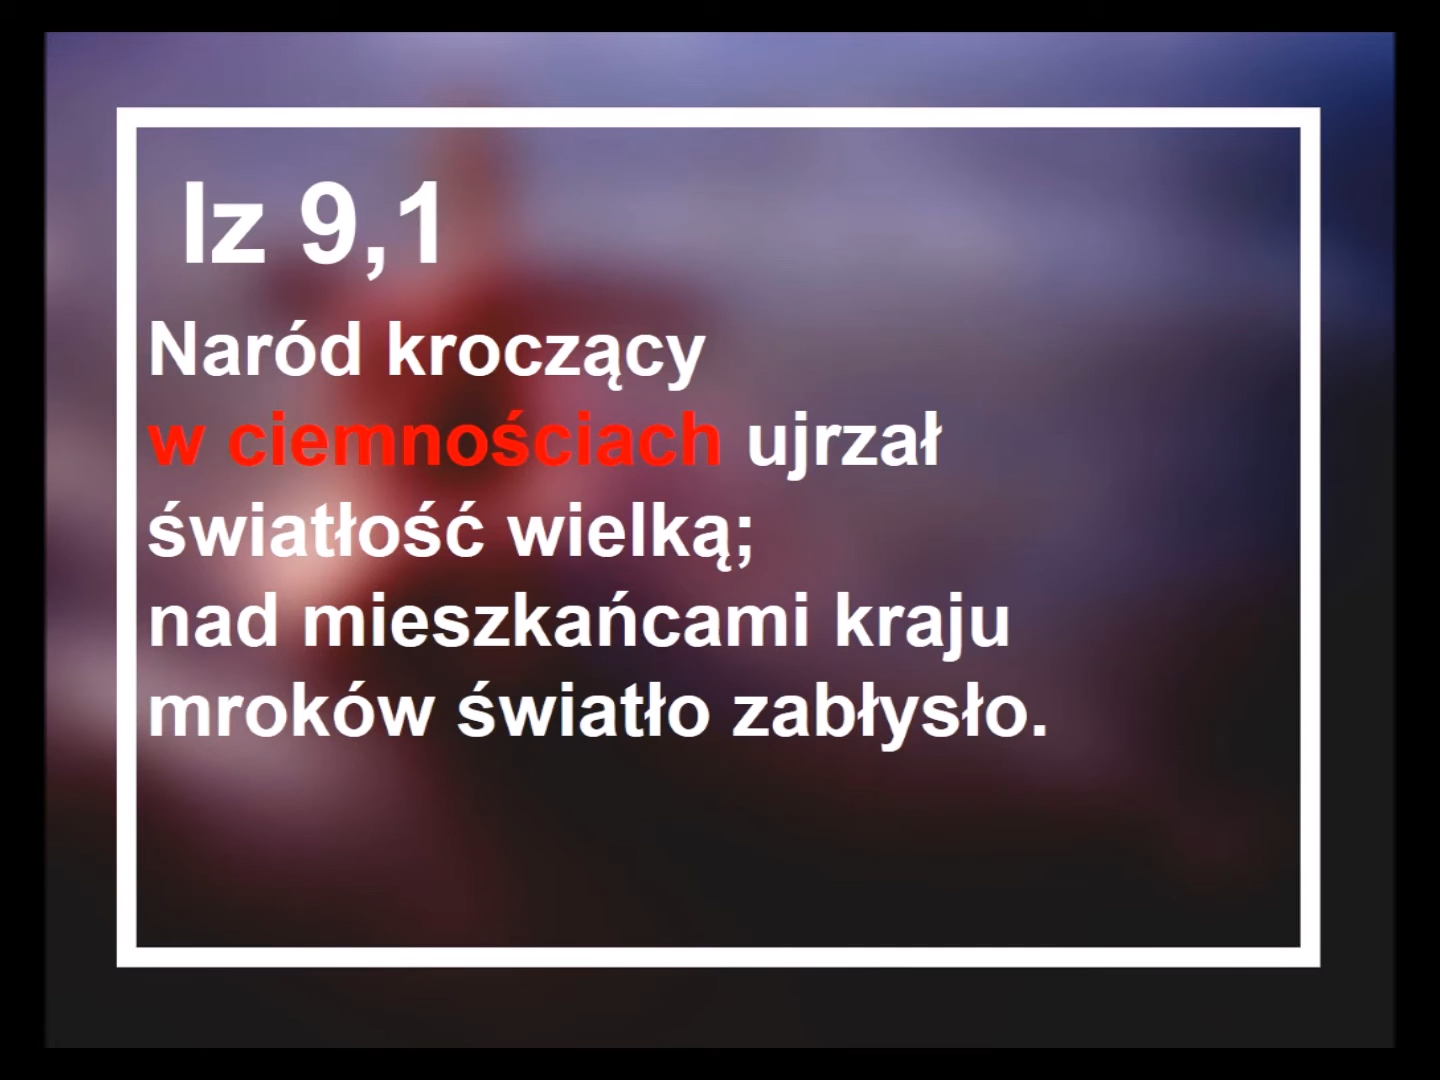 Iz 9,1
Naród kroczący
w ciemnościach ujrzał
światłość wielką;
nad mieszkańcami kraju
mroków światło zabłysło.